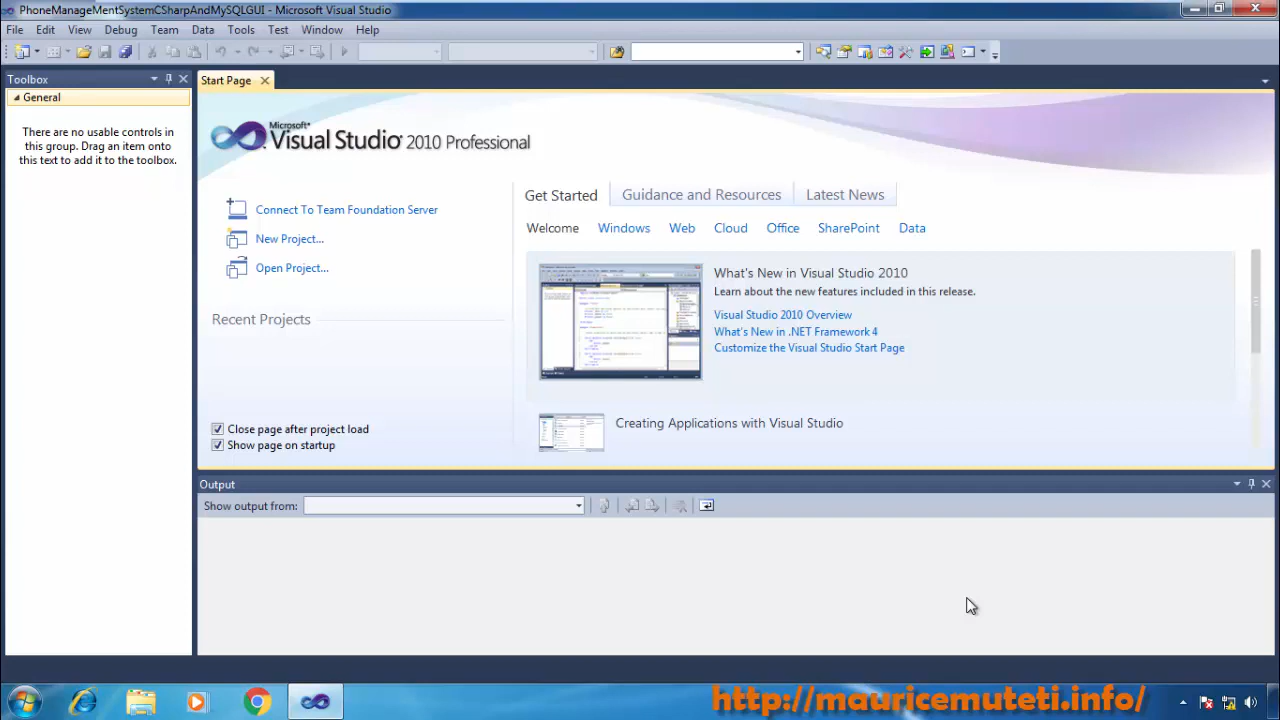 PhoneManageMentSystemCSharpAndMySQLGUI - Microsoft Visual Studio
File Edit View Debug Team Data Tools Test Window Help
Toolbox
General
There are no usable controls in
this group. Drag an item onto
this text to add it to the toolbox.
Start Page
Microsoft®
Visual Studio® 2010 Professional
Connect To Team Foundation Server
New Project...
Open Project...
Recent Projects
Close page after project load
Show page on startup
Get Started Guidance and Resources Latest News
Welcome Windows Web Cloud Office SharePoint Data
What's New in Visual Studio 2010
Learn about the new features included in this release.
Visual Studio 2010 Overview
What's New in .NET Framework 4
Customize the Visual Studio Start Page
Creating Applications with Visual Studio
Output
Show output from:
http://mauricemuteti.info/